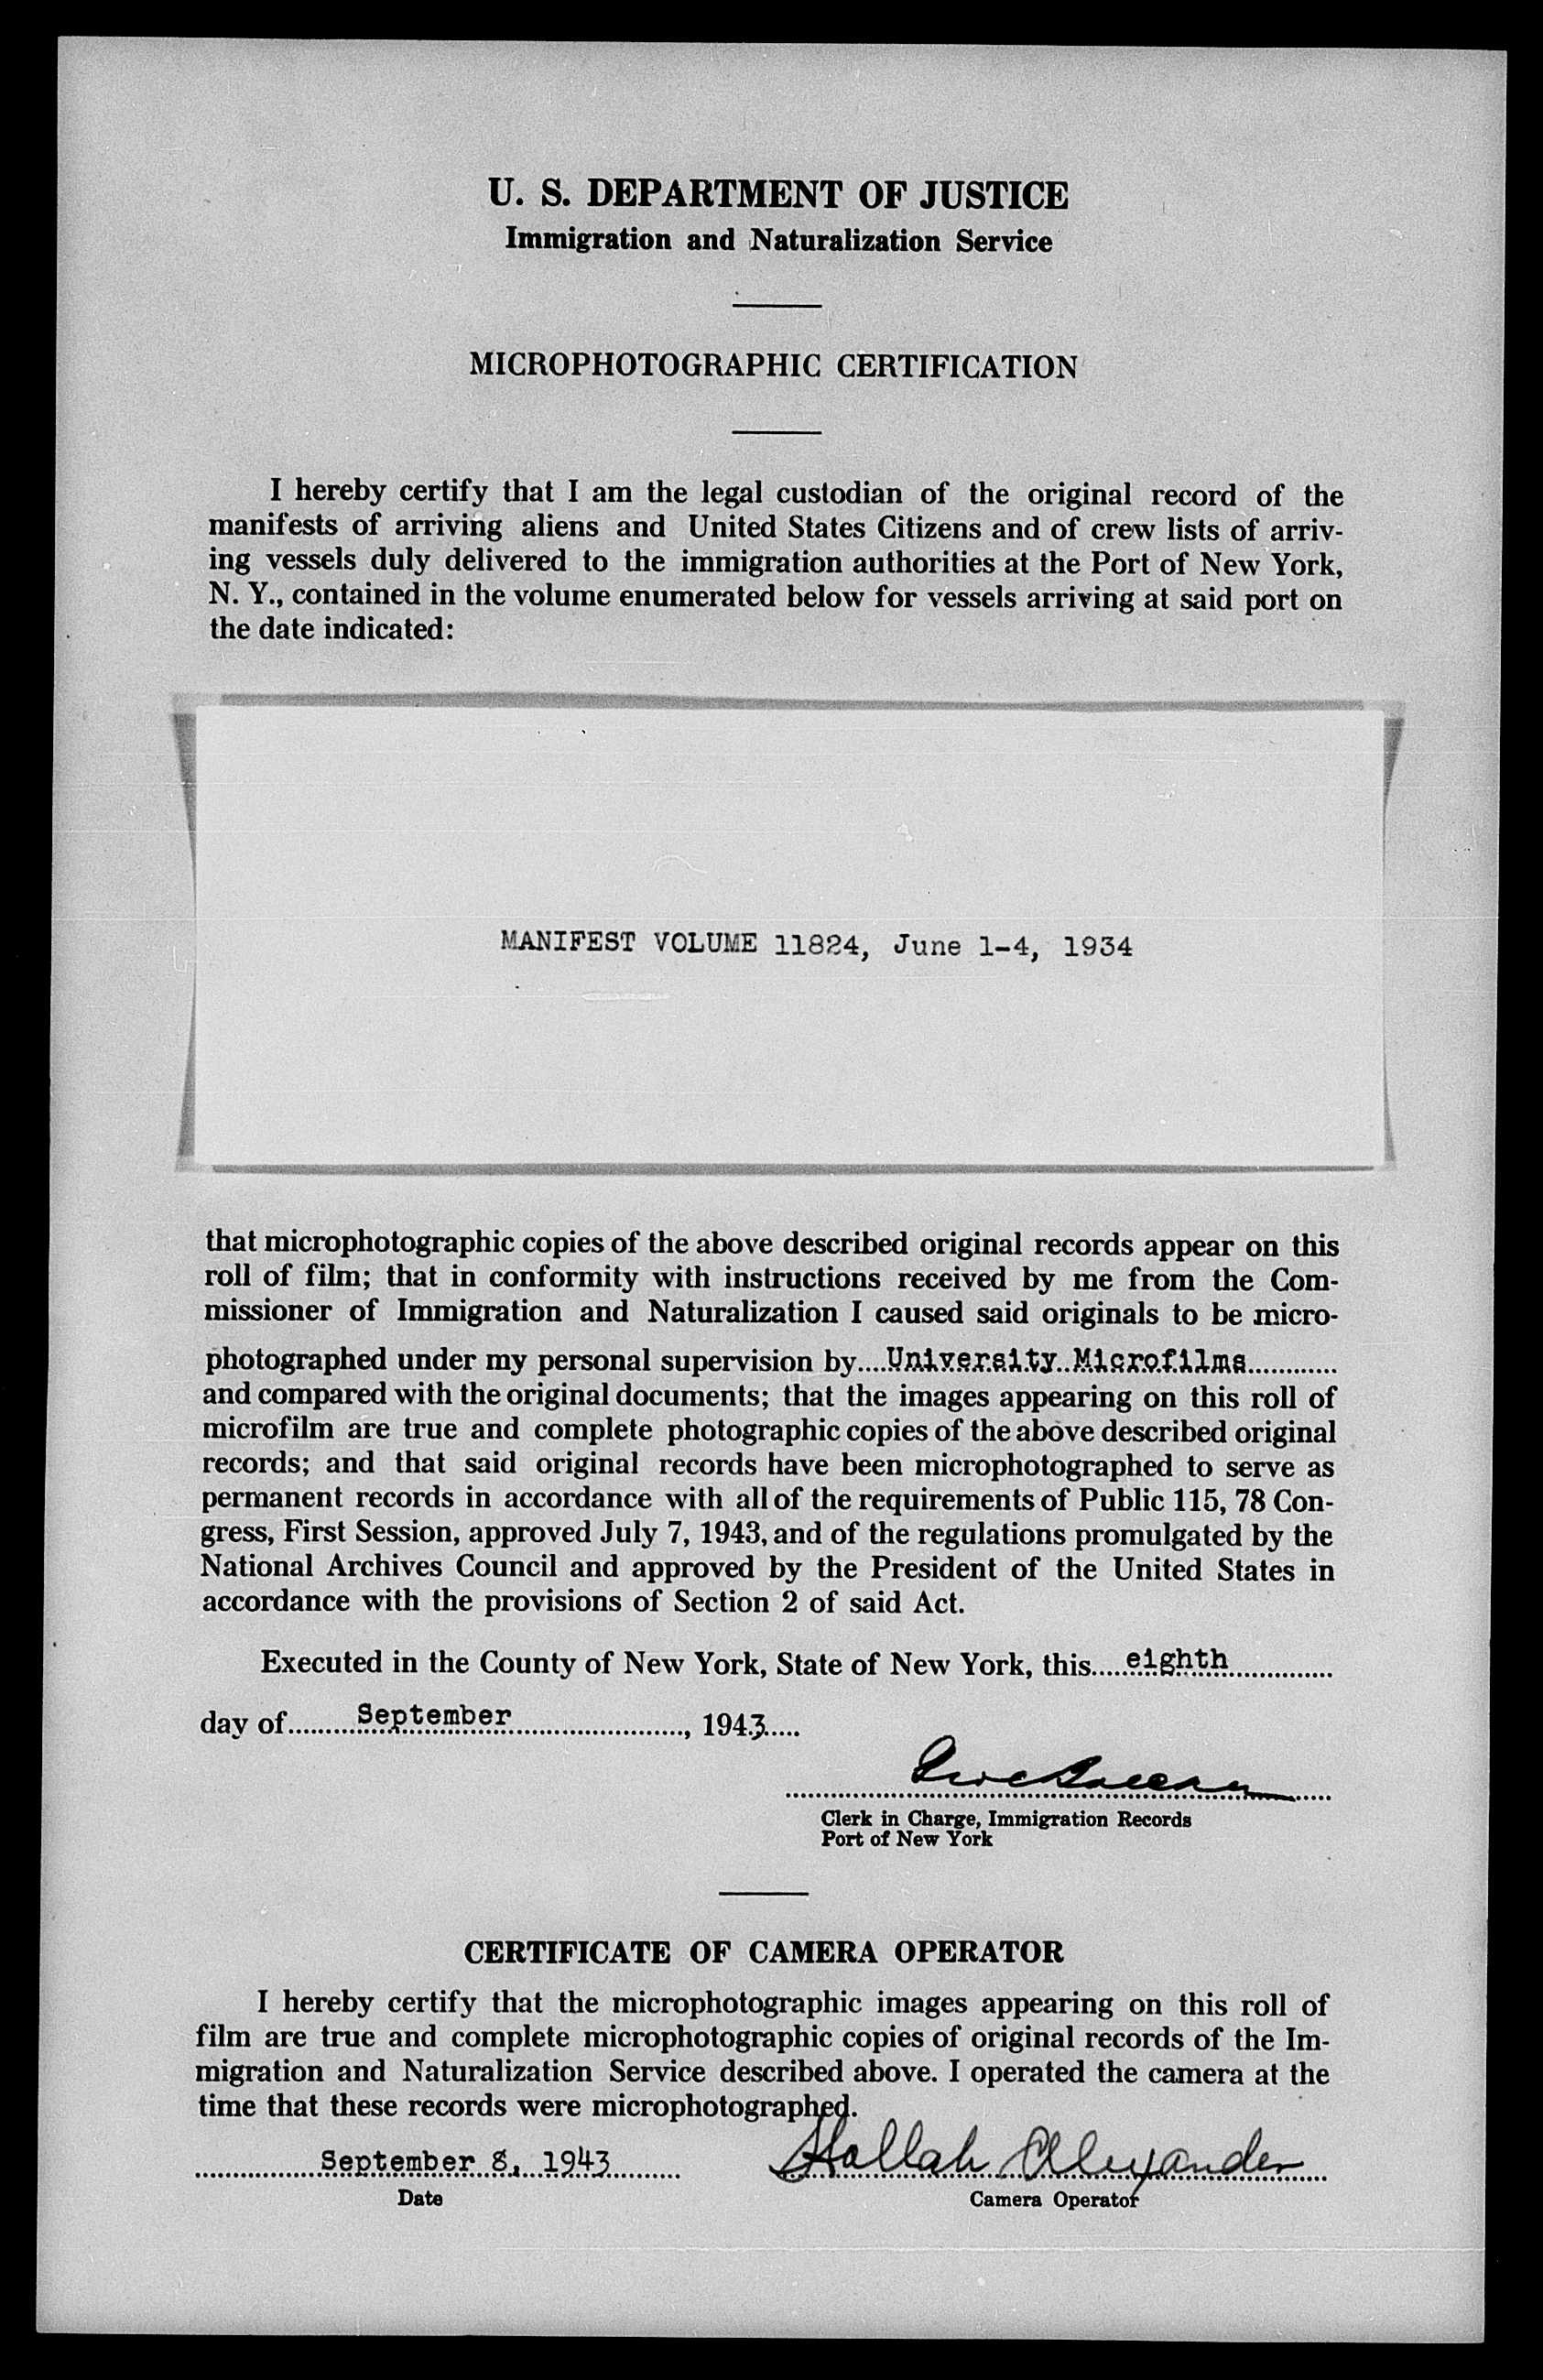 U. S. DEPARTMENT OF JUSTICE
Immigration and Naturalization Service
MICROPHOTOGRAPHIC CERTIFICATION
I hereby certify that I am the legal custodian of the original record of the
manifests of arriving aliens and United States Citizens and of crew lists of arriv-
ing vessels duly delivered to the immigration authorities at the Port of New York,
N. Y., contained in the volume enumerated below for vessels arriving at said port on
the date indicated:
MANIFEST VOLUME 11824, June 1-4, 1934
that microphotographic copies of the above described original records appear on this
roll of film; that in conformity with instructions received by me from the Com-
missioner of Immigration and Naturalization I caused said originals to be micro-
photographed under my personal supervision by....University Microfilms............
and compared with the original documents; that the images appearing on this roll of
microfilm are true and complete photographic copies of the above described original
records; and that said original records have been microphotographed to serve as
permanent records in accordance with all of the requirements of Public 115, 78 Con-
gress, First Session, approved July 7, 1943, and of the regulations promulgated by the
National Archives Council and approved by the President of the United States in
accordance with the provisions of Section 2 of said Act.
Executed in the County of New York, State of New York, this.....eighth..............
day of.........September......................., 1943.....
Clerk in Charge, Immigration Records
Port of New York
CERTIFICATE OF CAMERA OPERATOR
I hereby certify that the microphotographic images appearing on this roll of
film are true and complete microphotographic copies of original records of the Im-
migration and Naturalization Service described above. I operated the camera at the
time that these records were microphotographed.
September 8, 1943 Hallah Alexander
Date Camera Operator